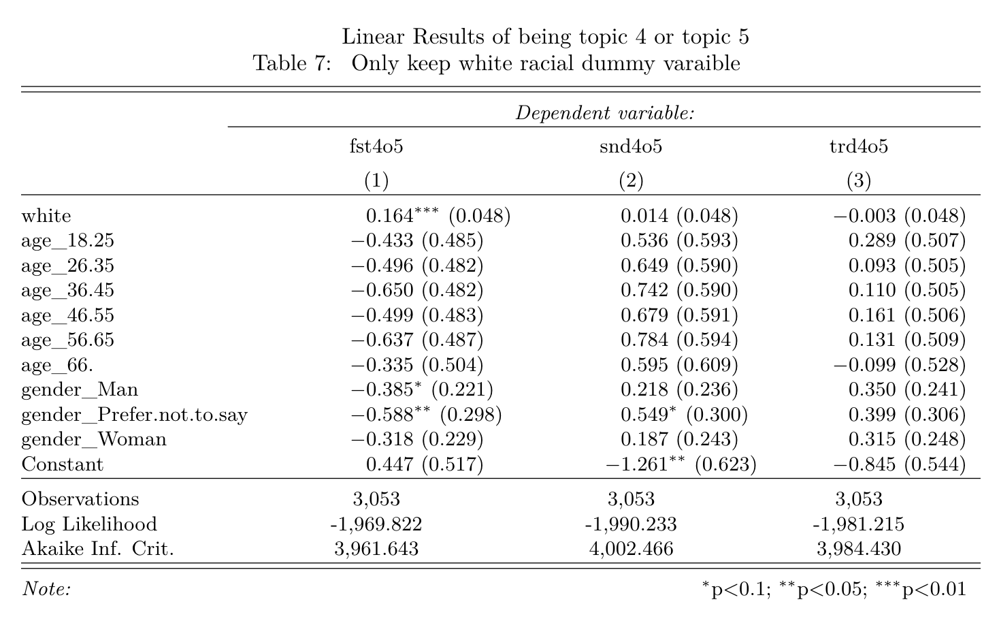 Linear Results of being topic 4 or topic 5
Table 7: Only keep white racial dummy varaible
Dependent variable:
fst4o5 snd4o5 trd4o5
(1) (2) (3)
white 0.164*** (0.048) 0.014 (0.048) −0.003 (0.048)
age_18.25 −0.433 (0.485) 0.536 (0.593) 0.289 (0.507)
age_26.35 −0.496 (0.482) 0.649 (0.590) 0.093 (0.505)
age_36.45 −0.650 (0.482) 0.742 (0.590) 0.110 (0.505)
age_46.55 −0.499 (0.483) 0.679 (0.591) 0.161 (0.506)
age_56.65 −0.637 (0.487) 0.784 (0.594) 0.131 (0.509)
age_66. −0.335 (0.504) 0.595 (0.609) −0.099 (0.528)
gender_Man −0.385* (0.221) 0.218 (0.236) 0.350 (0.241)
gender_Prefer.not.to.say −0.588** (0.298) 0.549* (0.300) 0.399 (0.306)
gender_Woman −0.318 (0.229) 0.187 (0.243) 0.315 (0.248)
Constant 0.447 (0.517) −1.261** (0.623) −0.845 (0.544)
Observations 3,053 3,053 3,053
Log Likelihood -1,969.822 -1,990.233 -1,981.215
Akaike Inf. Crit. 3,961.643 4,002.466 3,984.430
Note: *p<0.1; **p<0.05; ***p<0.01